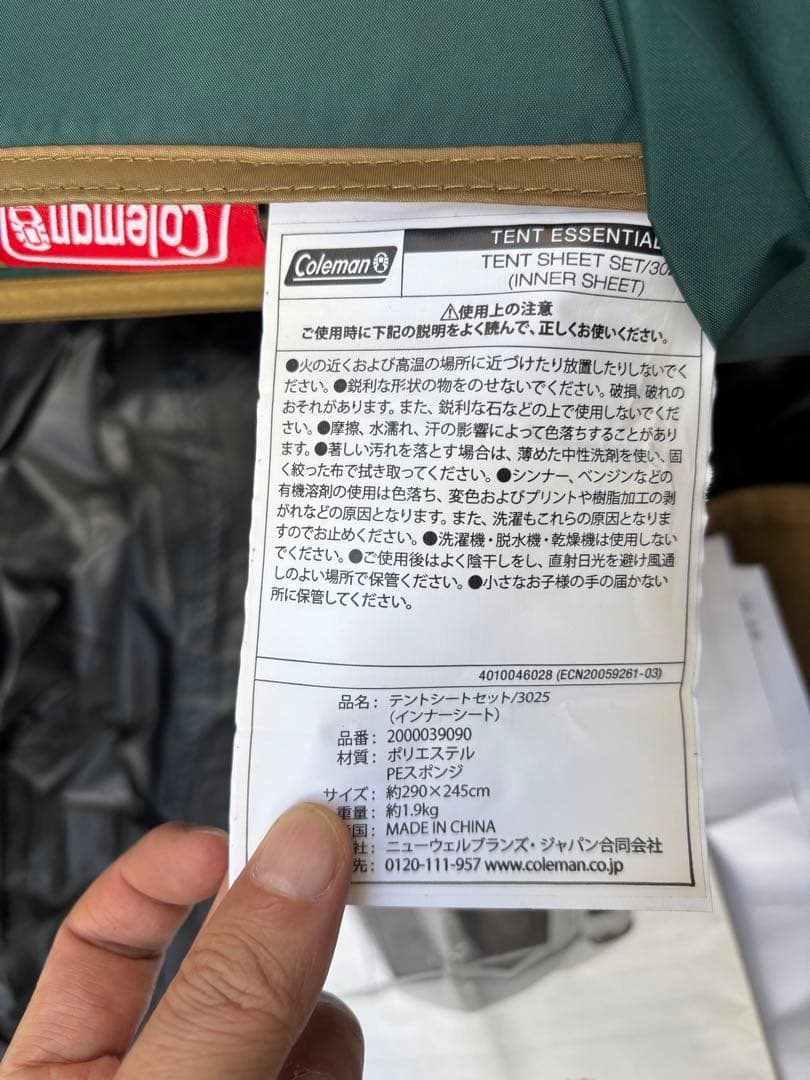 Coleman
Coleman
TENT ESSENTIAL
TENT SHEET SET/302
(INNER SHEET)
⚠使用上の注意
ご使用時に下記の説明をよく読んで、正しくお使いください。
●火の近くおよび高温の場所に近づけたり放置したりしないでく
ださい。●鋭利な形状の物をのせないでください。破損、破れの
おそれがあります。また、鋭利な石などの上で使用しないでくだ
さい。●摩擦、水濡れ、汗の影響によって色落ちすることがあり
ます。●著しい汚れを落とす場合は、薄めた中性洗剤を使い、固
く絞った布で拭き取ってください。●シンナー、ベンジンなどの
有機溶剤の使用は色落ち、変色およびプリントや樹脂加工の剥
がれなどの原因となります。また、洗濯もこれらの原因となりま
すのでお止めください。●洗濯機・脱水機・乾燥機は使用しない
でください。●ご使用後はよく陰干しをし、直射日光を避け風通
しのよい場所で保管ください。●小さなお子様の手の届かない
所に保管してください。
4010046028 (ECN20059261-03)
品名：テントシートセット/3025
（インナーシート）
品番：2000039090
材質：ポリエステル
PEスポンジ
サイズ：約290×245cm
重量：約1.9kg
国：MADE IN CHINA
社：ニューウェルブランズ・ジャパン合同会社
先：0120-111-957 www.coleman.co.jp